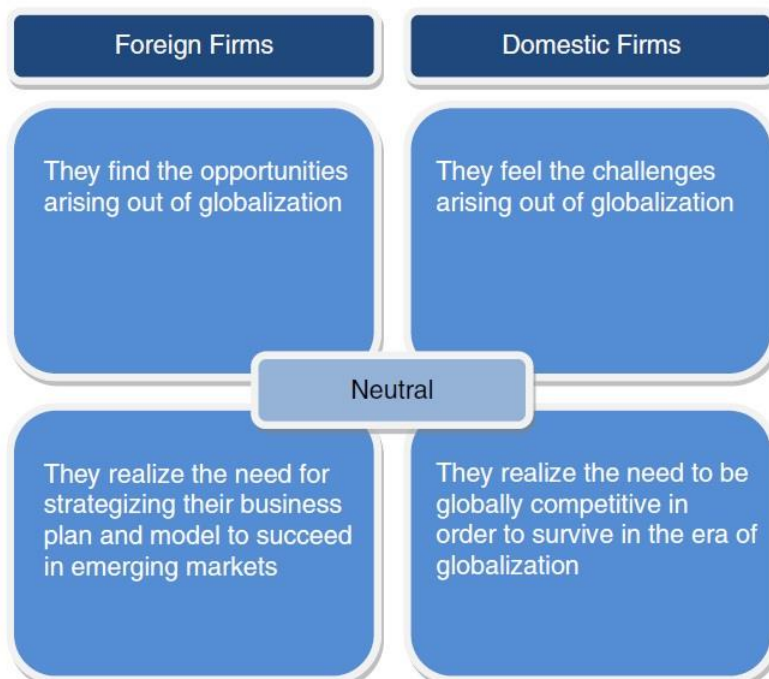 Foreign Firms
Domestic Firms
They find the opportunities
arising out of globalization
They feel the challenges
arising out of globalization
Neutral
They realize the need for
strategizing their business
plan and model to succeed
in emerging markets
They realize the need to be
globally competitive in
order to survive in the era of
globalization